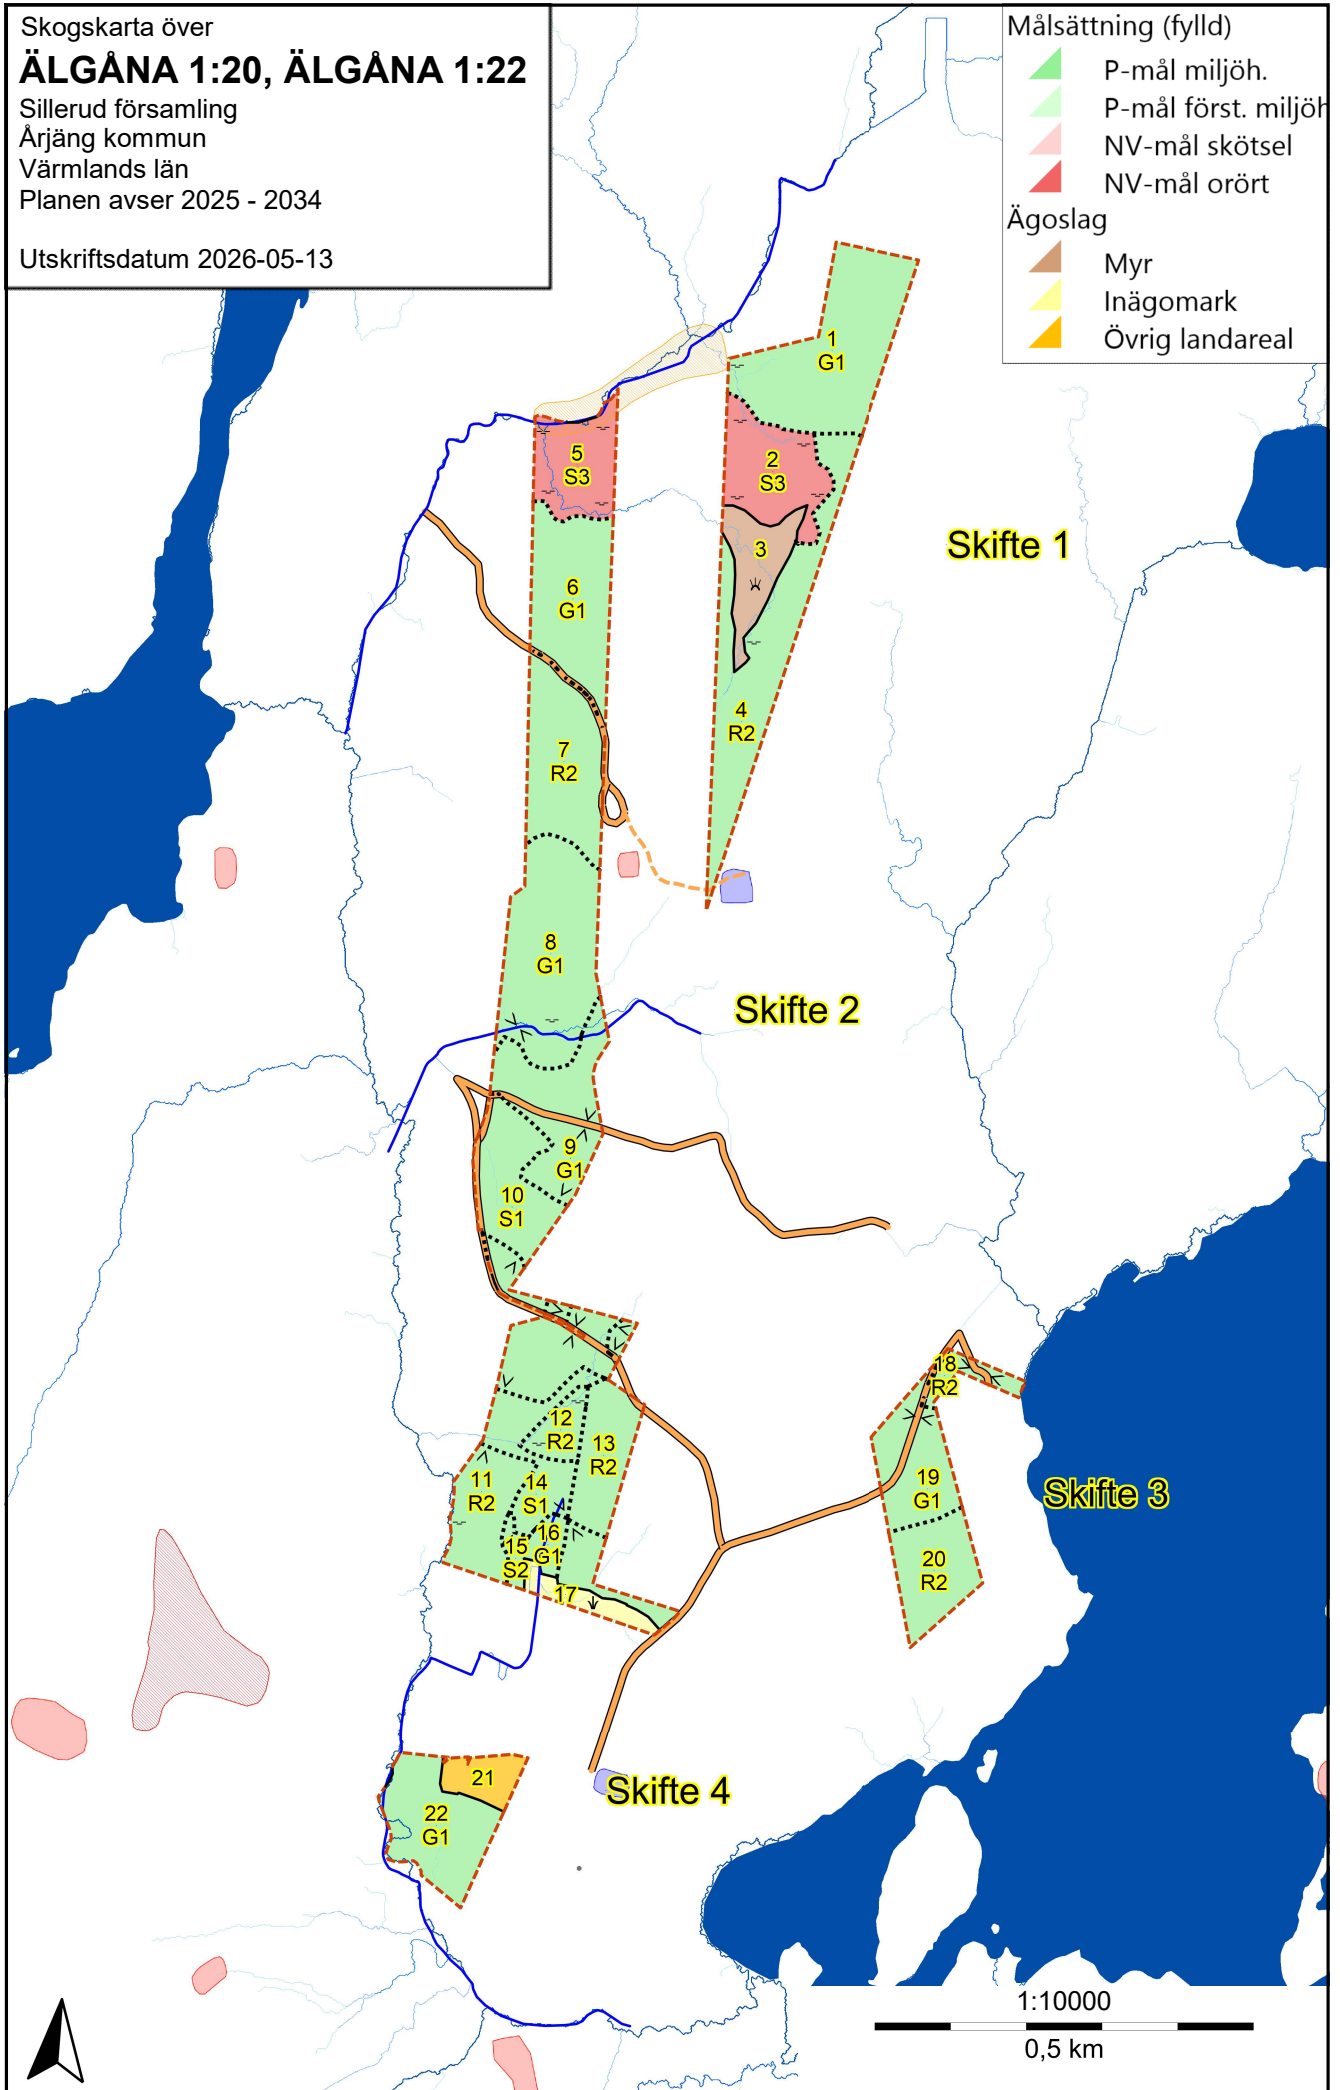 Skogskarta över
ÄLGÅNA 1:20, ÄLGÅNA 1:22
Sillerud församling
Årjäng kommun
Värmlands län
Planen avser 2025 - 2034
Utskriftsdatum 2026-05-13
Målsättning (fylld)
P-mål miljöh.
P-mål först. miljöh
NV-mål skötsel
NV-mål orört
Ägoslag
Myr
Inägomark
Övrig landareal
1
G1
2
S3
3
4
R2
5
S3
6
G1
7
R2
8
G1
9
G1
10
S1
11
R2
12
R2
13
R2
14
S1
15
S2
16
G1
17
18
R2
19
G1
20
R2
21
22
G1
Skifte 1
Skifte 2
Skifte 3
Skifte 4
1:10000
0,5 km